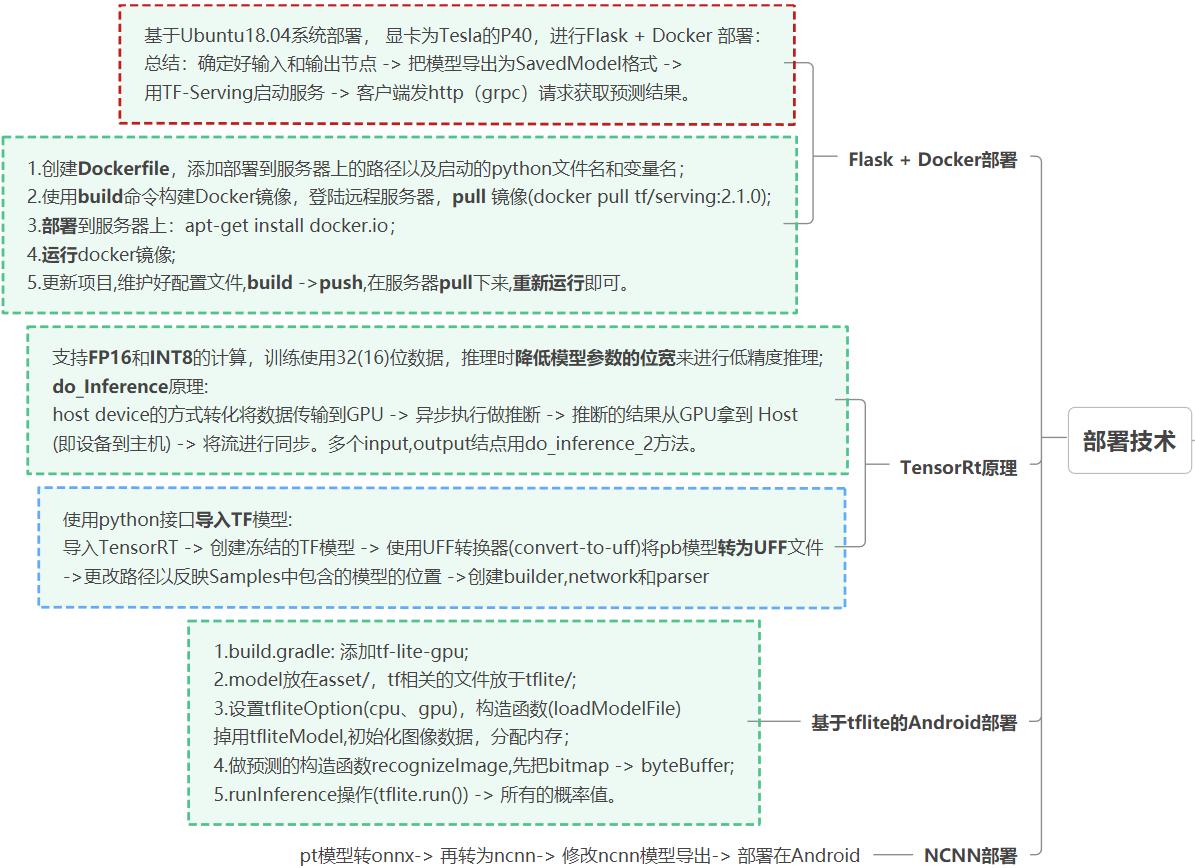 基于Ubuntu18.04系统部署， 显卡为Tesla的P40，进行Flask + Docker 部署：
总结：确定好输入和输出节点 -> 把模型导出为SavedModel格式 ->
用TF-Serving启动服务 -> 客户端发http（grpc）请求获取预测结果。
1.创建Dockerfile，添加部署到服务器上的路径以及启动的python文件名和变量名；
2.使用build命令构建Docker镜像，登陆远程服务器，pull 镜像(docker pull tf/serving:2.1.0);
3.部署到服务器上：apt-get install docker.io；
4.运行docker镜像;
5.更新项目,维护好配置文件,build ->push,在服务器pull下来,重新运行即可。
Flask + Docker部署
支持FP16和INT8的计算，训练使用32(16)位数据，推理时降低模型参数的位宽来进行低精度推理;
do_Inference原理:
host device的方式转化将数据传输到GPU -> 异步执行做推断 -> 推断的结果从GPU拿到 Host
(即设备到主机) -> 将流进行同步。多个input,output结点用do_inference_2方法。
TensorRt原理
使用python接口导入TF模型:
导入TensorRT -> 创建冻结的TF模型 -> 使用UFF转换器(convert-to-uff)将pb模型转为UFF文件
->更改路径以反映Samples中包含的模型的位置 ->创建builder,network和parser
部署技术
1.build.gradle: 添加tf-lite-gpu;
2.model放在asset/，tf相关的文件放于tflite/;
3.设置tfliteOption(cpu、gpu)，构造函数(loadModelFile)
掉用tfliteModel,初始化图像数据，分配内存；
4.做预测的构造函数recognizeImage,先把bitmap -> byteBuffer;
5.runInference操作(tflite.run()) -> 所有的概率值。
基于tflite的Android部署
pt模型转onnx-> 再转为ncnn-> 修改ncnn模型导出-> 部署在Android
NCNN部署